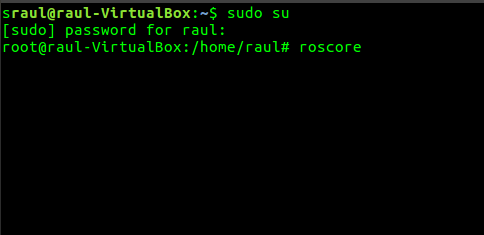 sraul@raul-VirtualBox:~$ sudo su
[sudo] password for raul:
root@raul-VirtualBox:/home/raul# roscore